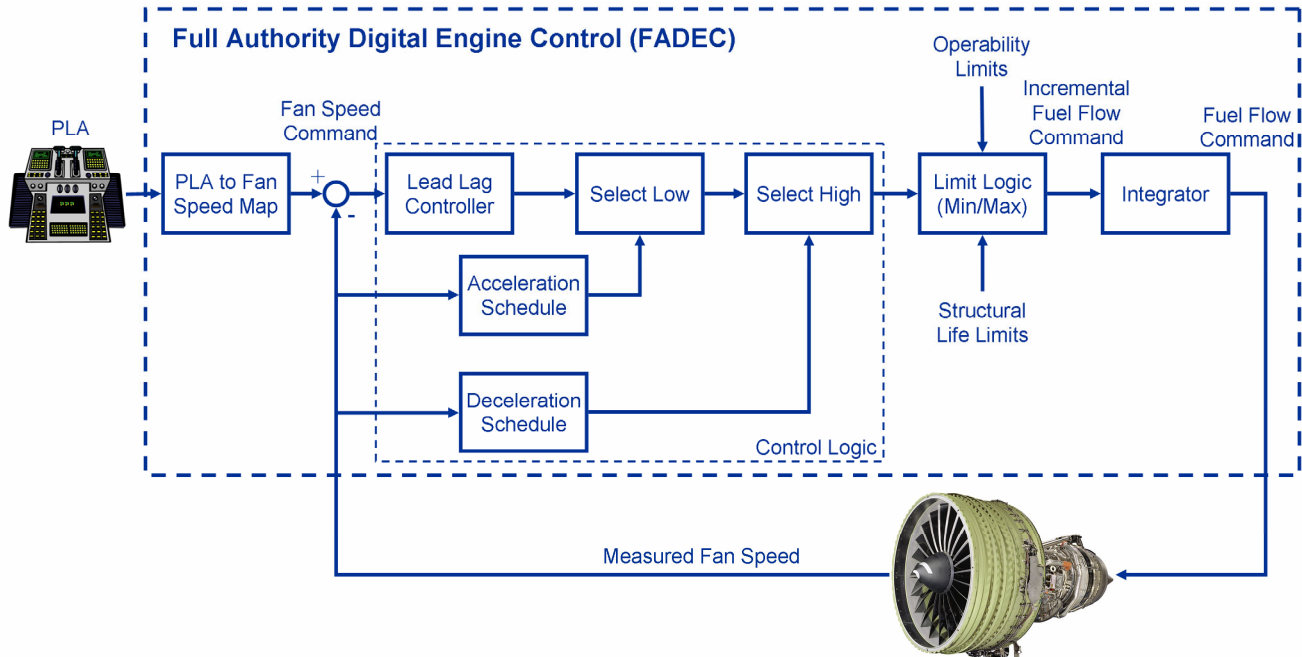 Full Authority Digital Engine Control (FADEC)
PLA
PLA to Fan
Speed Map
Fan Speed
Command
+
-
Lead Lag
Controller
Select Low
Select High
Acceleration
Schedule
Deceleration
Schedule
Control Logic
Operability
Limits
Limit Logic
(Min/Max)
Structural
Life Limits
Incremental
Fuel Flow
Command
Integrator
Fuel Flow
Command
Measured Fan Speed